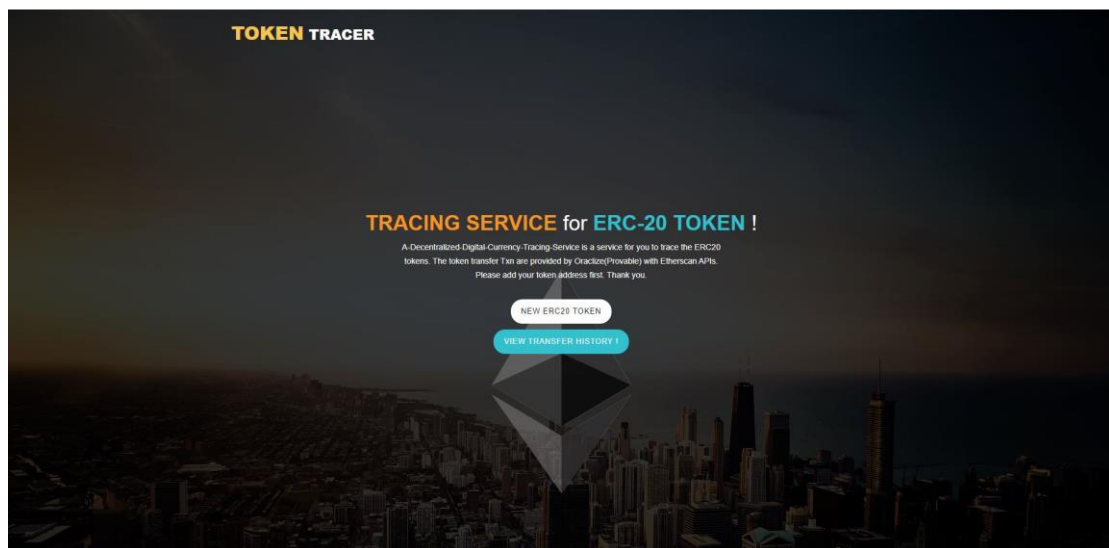 TOKEN TRACER
TRACING SERVICE for ERC-20 TOKEN !
A-Decentralized-Digital-Currency-Tracing-Service is a service for you to trace the ERC20
tokens. The token transfer Txn are provided by Oraclize(Provable) with Etherscan APIs.
Please add your token address first. Thank you.
NEW ERC20 TOKEN
VIEW TRANSFER HISTORY !